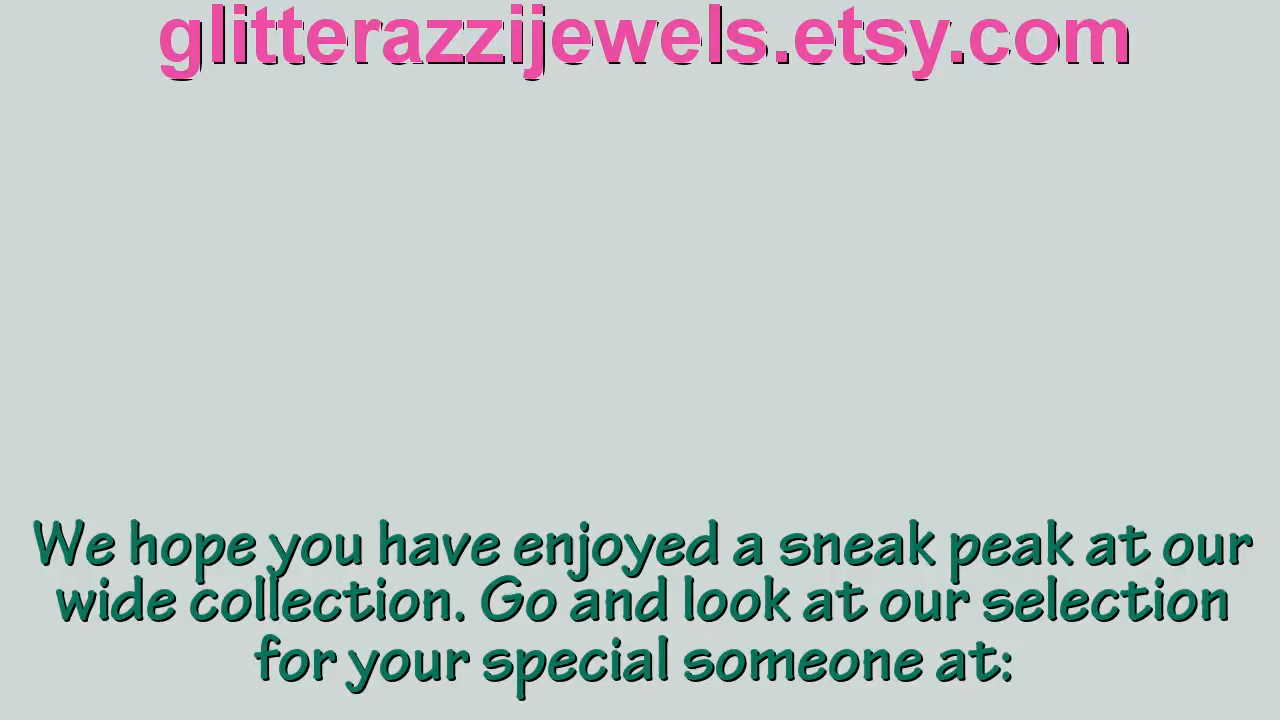 glitterazzijewels.etsy.com
We hope you have enjoyed a sneak peak at our
wide collection. Go and look at our selection
for your special someone at: